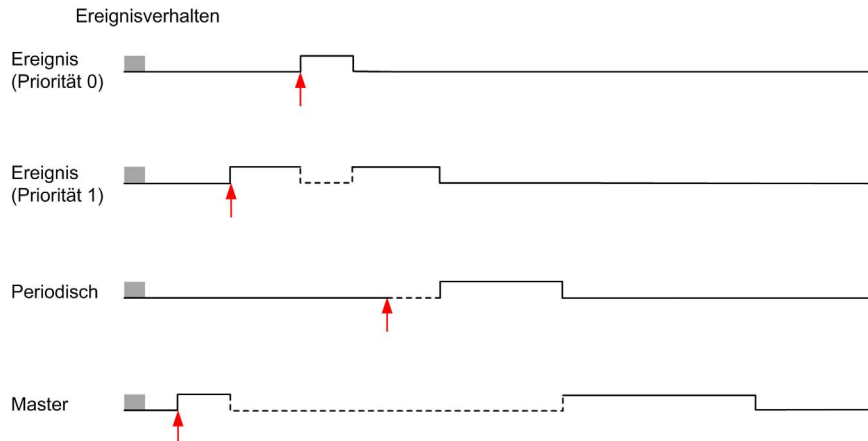 Ereignisverhalten
Ereignis
(Priorität 0)
Ereignis
(Priorität 1)
Periodisch
Master